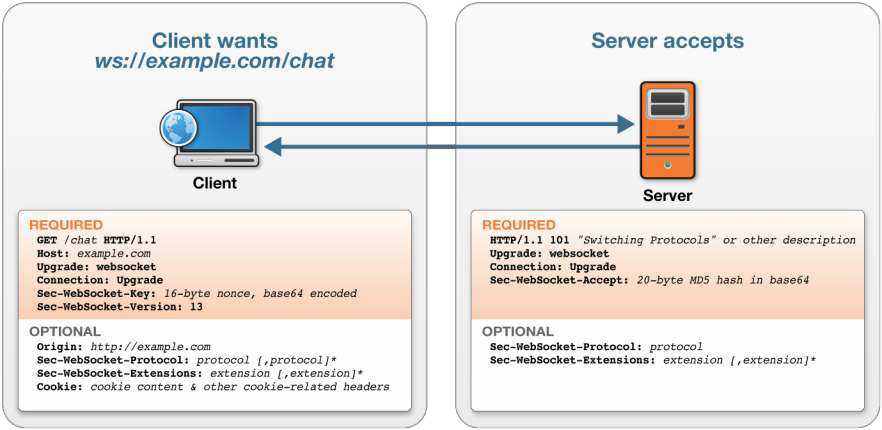 Client wants
ws://example.com/chat
Client
REQUIRED
GET /chat HTTP/1.1
Host: example.com
Upgrade: websocket
Connection: Upgrade
Sec-WebSocket-Key: 16-byte nonce, base64 encoded
Sec-WebSocket-Version: 13
OPTIONAL
Origin: http://example.com
Sec-WebSocket-Protocol: protocol [,protocol]*
Sec-WebSocket-Extensions: extension [,extension]*
Cookie: cookie content & other cookie-related headers
Server accepts
Server
REQUIRED
HTTP/1.1 101 "Switching Protocols" or other description
Upgrade: websocket
Connection: Upgrade
Sec-WebSocket-Accept: 20-byte MD5 hash in base64
OPTIONAL
Sec-WebSocket-Protocol: protocol
Sec-WebSocket-Extensions: extension [,extension]*